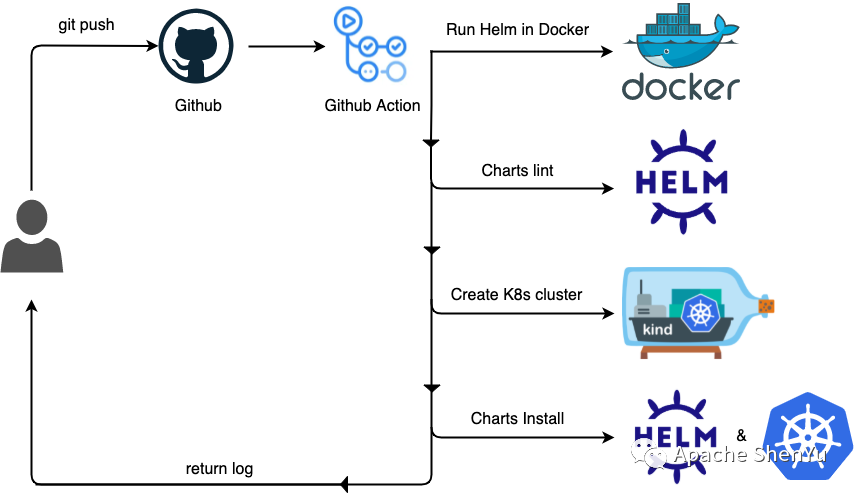 git push
Github
Github Action
Run Helm in Docker
docker
Charts lint
HELM
Create K8s cluster
kind
Charts Install
HELM
&
Apache ShenYu
return log